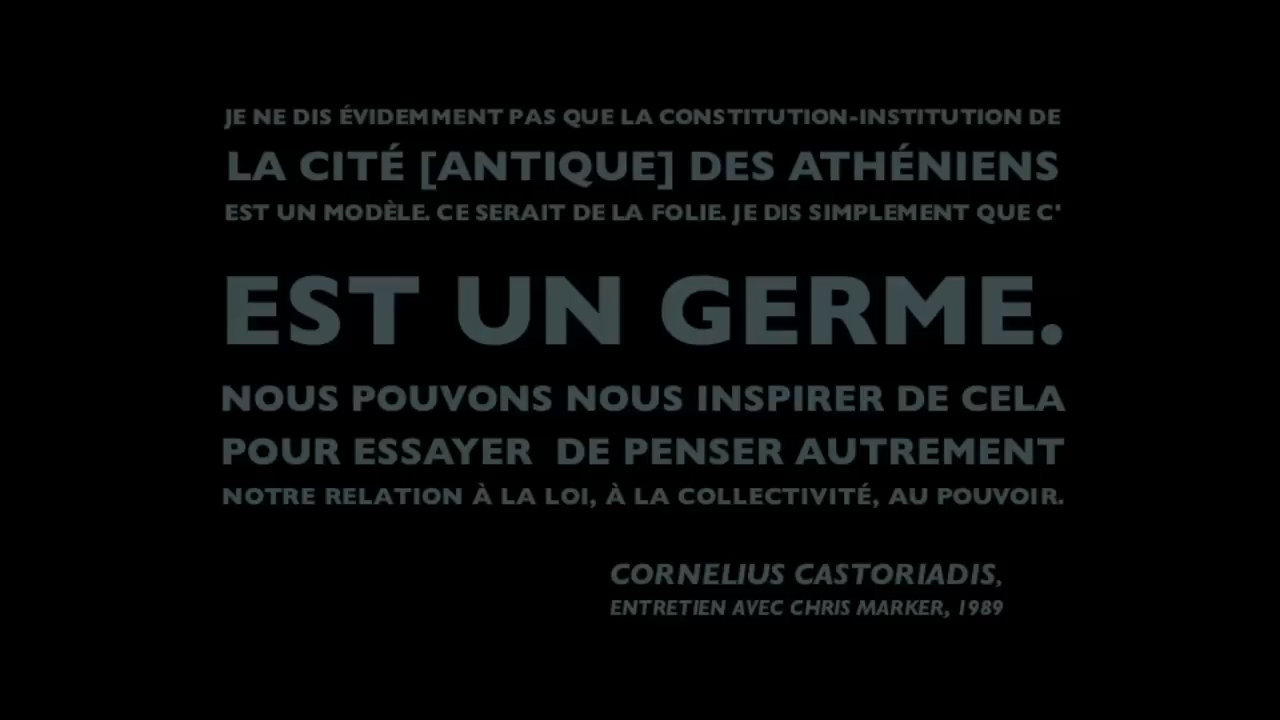 JE NE DIS ÉVIDEMMENT PAS QUE LA CONSTITUTION-INSTITUTION DE
LA CITÉ [ANTIQUE] DES ATHÉNIENS
EST UN MODÈLE. CE SERAIT DE LA FOLIE. JE DIS SIMPLEMENT QUE C'
EST UN GERME.
NOUS POUVONS NOUS INSPIRER DE CELA
POUR ESSAYER  DE PENSER AUTREMENT
NOTRE RELATION À LA LOI, À LA COLLECTIVITÉ, AU POUVOIR.
CORNELIUS CASTORIADIS,
ENTRETIEN AVEC CHRIS MARKER, 1989